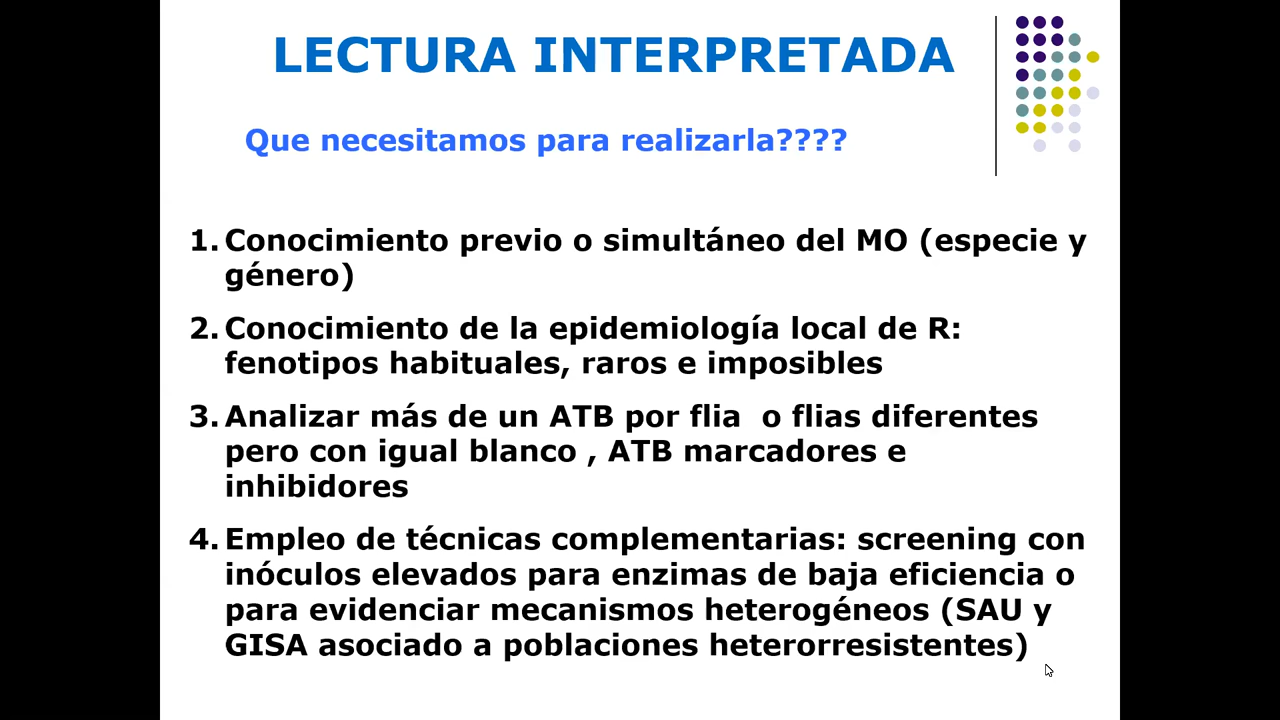 LECTURA INTERPRETADA
Que necesitamos para realizarla????
1. Conocimiento previo o simultáneo del MO (especie y
género)
2. Conocimiento de la epidemiología local de R:
fenotipos habituales, raros e imposibles
3. Analizar más de un ATB por flia  o flias diferentes
pero con igual blanco , ATB marcadores e
inhibidores
4. Empleo de técnicas complementarias: screening con
inóculos elevados para enzimas de baja eficiencia o
para evidenciar mecanismos heterogéneos (SAU y
GISA asociado a poblaciones heterorresistentes)